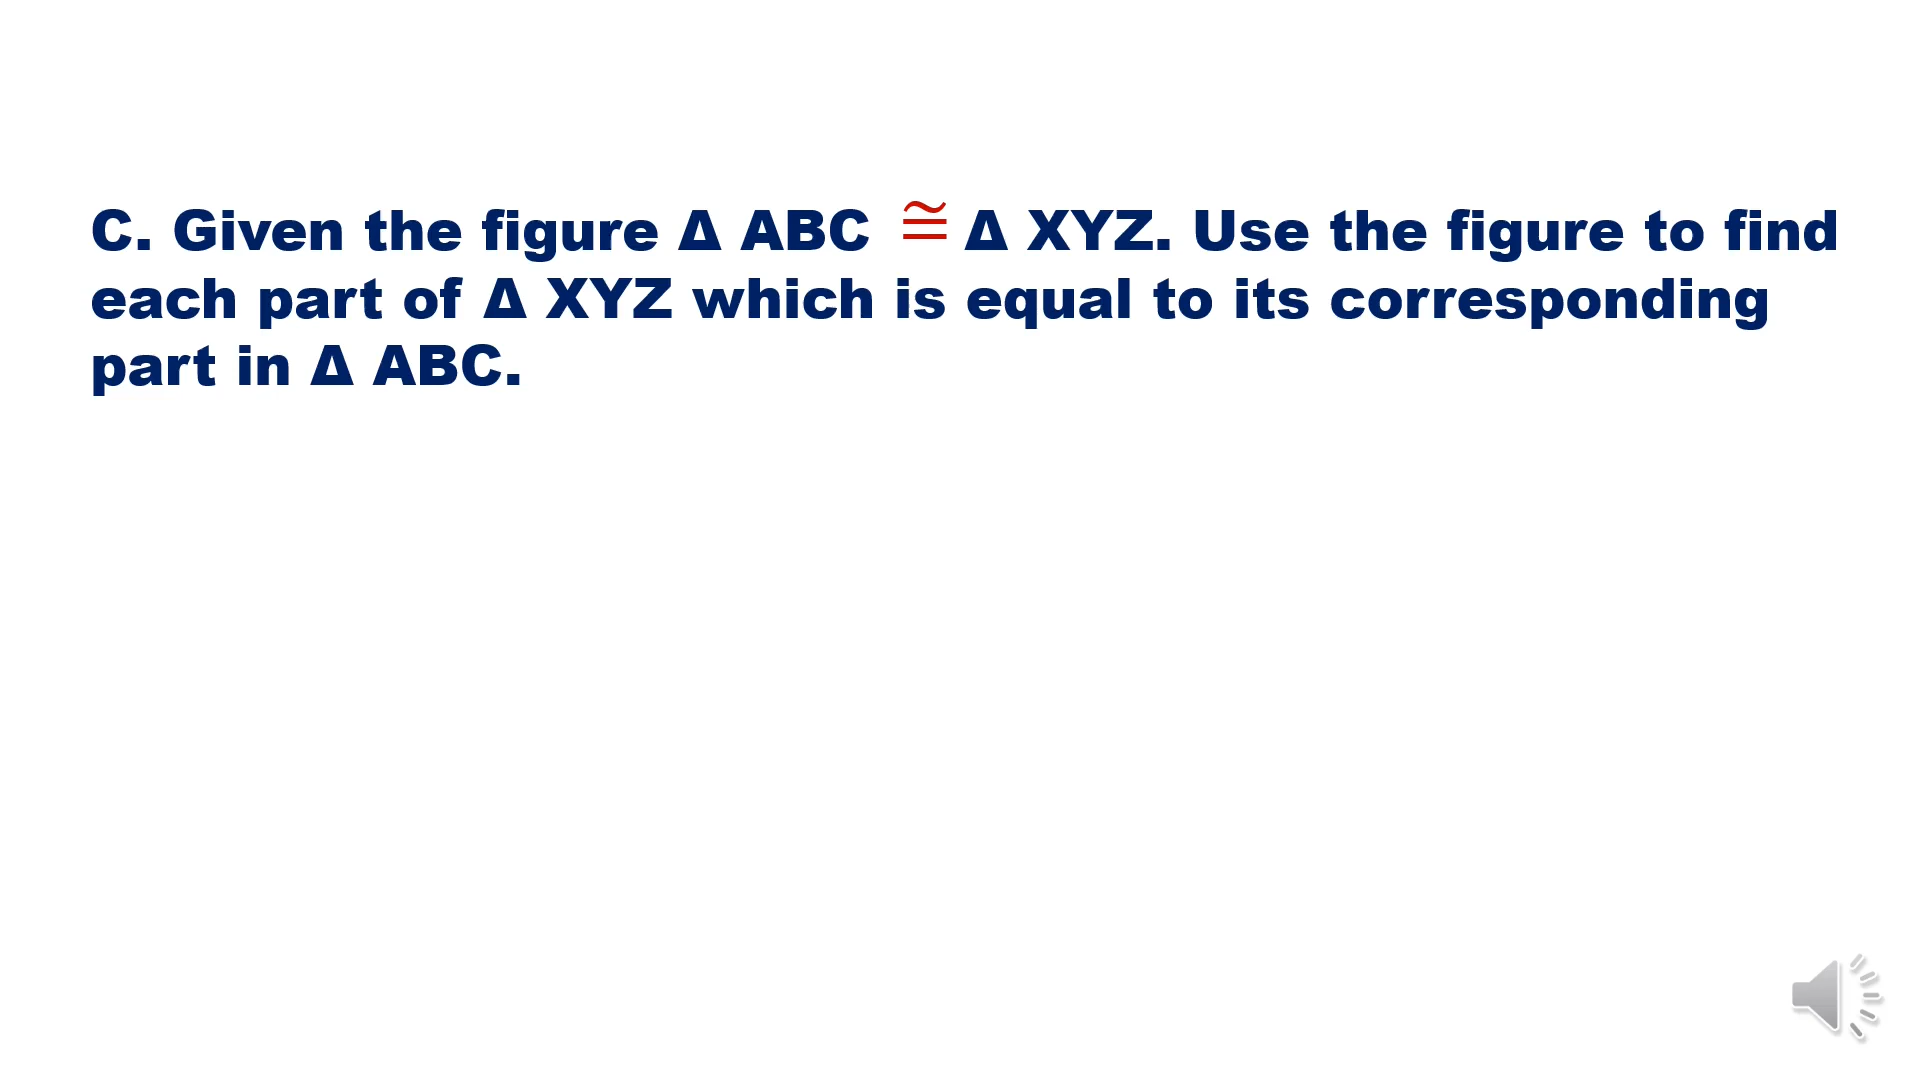 C. Given the figure Δ ABC ≅ Δ XYZ. Use the figure to find
each part of Δ XYZ which is equal to its corresponding
part in Δ ABC.